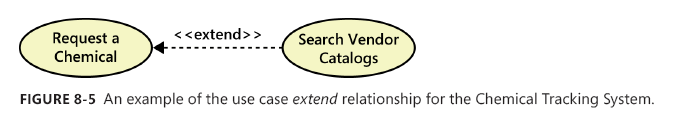 Request a
Chemical
<<extend>>
Search Vendor
Catalogs
FIGURE 8-5 An example of the use case extend relationship for the Chemical Tracking System.